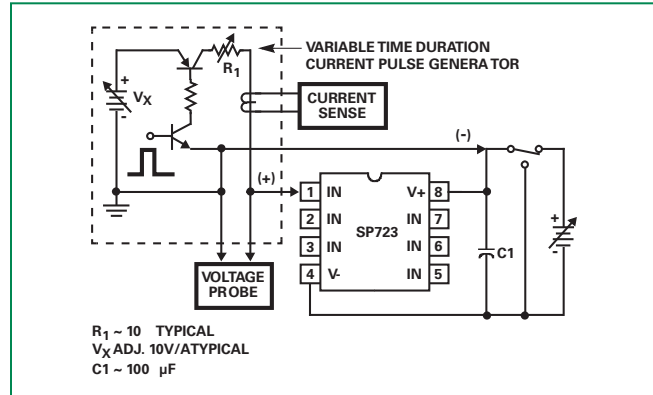 VARIABLE TIME DURATION
CURRENT PULSE GENERATOR
R1
+
VX
-
CURRENT
SENSE
(-)
(+)
1 IN V+ 8
2 IN IN 7
SP723
3 IN IN 6
4 V- IN 5
C1
+
-
VOLTAGE
PROBE
R1 ~ 10 TYPICAL
VX ADJ. 10V/ATYPICAL
C1 ~ 100 µF